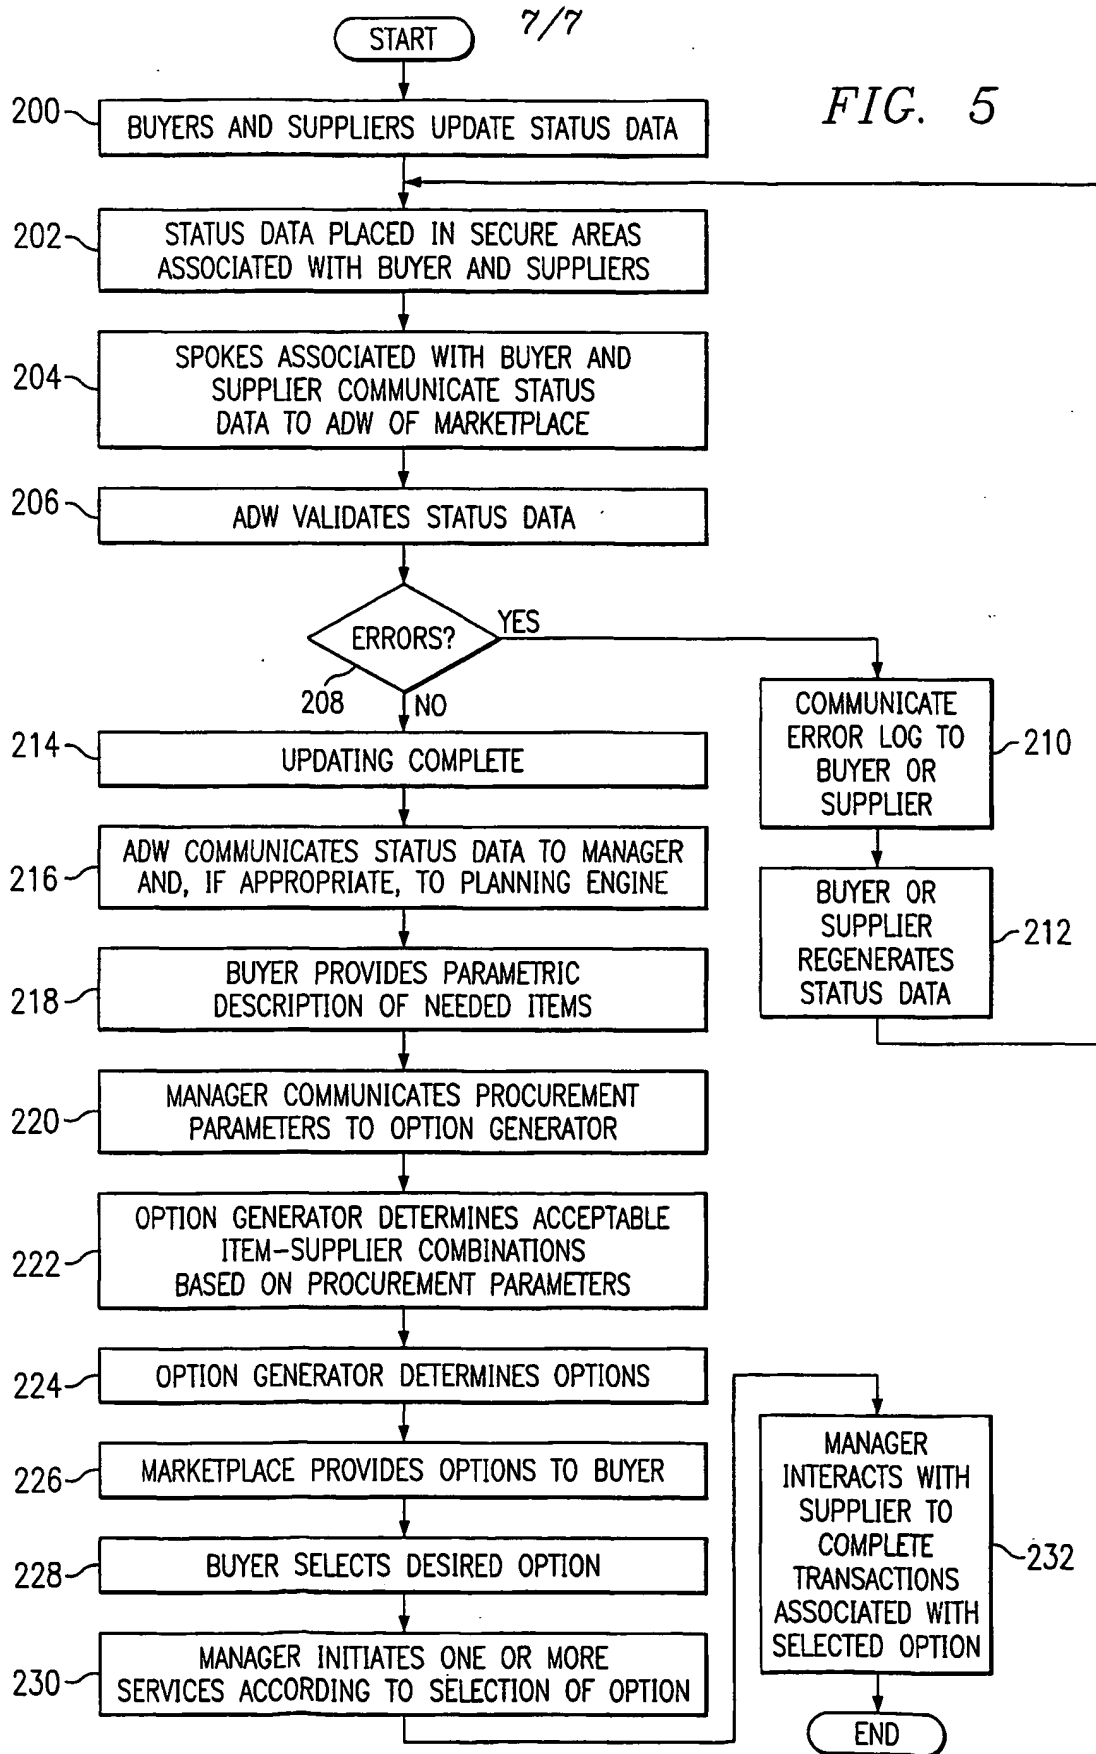 7/7
START
FIG. 5
200
BUYERS AND SUPPLIERS UPDATE STATUS DATA
202
STATUS DATA PLACED IN SECURE AREAS
ASSOCIATED WITH BUYER AND SUPPLIERS
204
SPOKES ASSOCIATED WITH BUYER AND
SUPPLIER COMMUNICATE STATUS
DATA TO ADW OF MARKETPLACE
206
ADW VALIDATES STATUS DATA
ERRORS?
YES
208
NO
COMMUNICATE
ERROR LOG TO
BUYER OR
SUPPLIER
210
BUYER OR
SUPPLIER
REGENERATES
STATUS DATA
212
214
UPDATING COMPLETE
216
ADW COMMUNICATES STATUS DATA TO MANAGER
AND, IF APPROPRIATE, TO PLANNING ENGINE
218
BUYER PROVIDES PARAMETRIC
DESCRIPTION OF NEEDED ITEMS
220
MANAGER COMMUNICATES PROCUREMENT
PARAMETERS TO OPTION GENERATOR
222
OPTION GENERATOR DETERMINES ACCEPTABLE
ITEM-SUPPLIER COMBINATIONS
BASED ON PROCUREMENT PARAMETERS
224
OPTION GENERATOR DETERMINES OPTIONS
226
MARKETPLACE PROVIDES OPTIONS TO BUYER
228
BUYER SELECTS DESIRED OPTION
230
MANAGER INITIATES ONE OR MORE
SERVICES ACCORDING TO SELECTION OF OPTION
MANAGER
INTERACTS WITH
SUPPLIER TO
COMPLETE
TRANSACTIONS
ASSOCIATED WITH
SELECTED OPTION
232
END